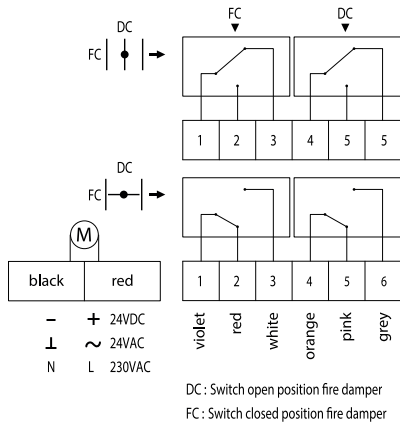 FC DC
DC
FC
1 2 3 4 5 5
DC
FC
M
black red
1 2 3 4 5 6
violet red white orange pink grey
− + 24VDC
⊥ ~ 24VAC
N L 230VAC
DC : Switch open position fire damper
FC : Switch closed position fire damper